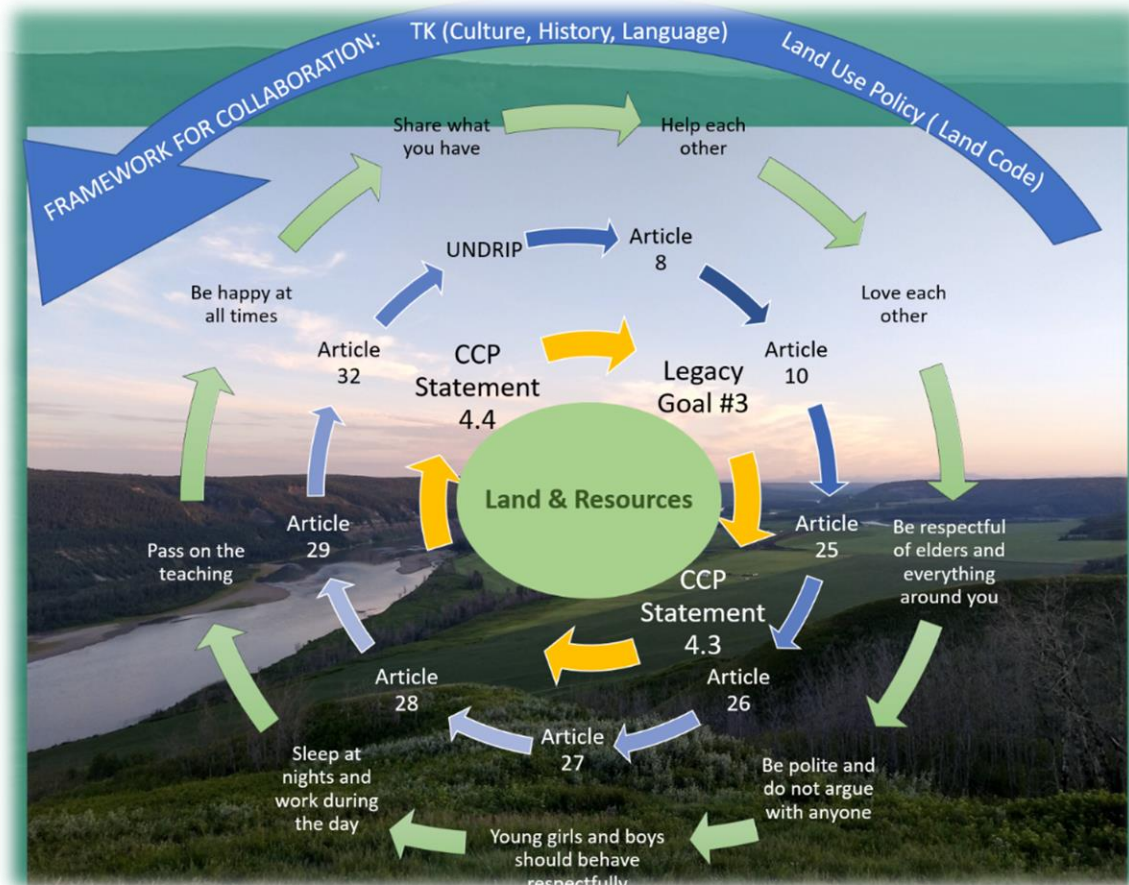 FRAMEWORK FOR COLLABORATION:
TK (Culture, History, Language)
Land Use Policy ( Land Code)
Share what
you have
Help each
other
Love each
other
Be respectful
of elders and
everything
around you
Be polite and
do not argue
with anyone
Young girls and boys
should behave
respectfully
Sleep at
nights and
work during
the day
Pass on the
teaching
Be happy at
all times
UNDRIP
Article
8
Article
10
Article
25
Article
26
Article
27
Article
28
Article
29
Article
32
CCP
Statement
4.4
Legacy
Goal #3
CCP
Statement
4.3
Land & Resources